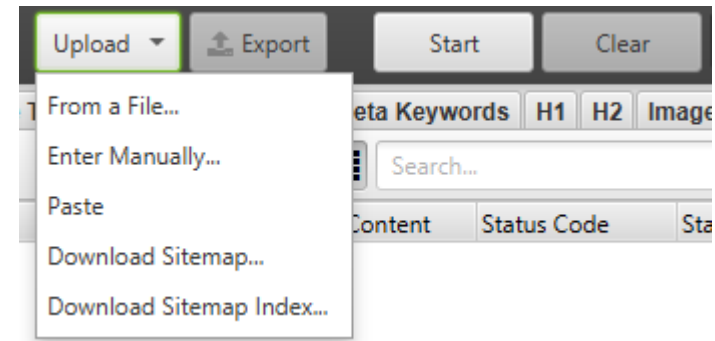 Upload Export Start Clear
From a File...
eta Keywords H1 H2 Image
Enter Manually...
Search...
Paste
Content Status Code Sta
Download Sitemap...
Download Sitemap Index...